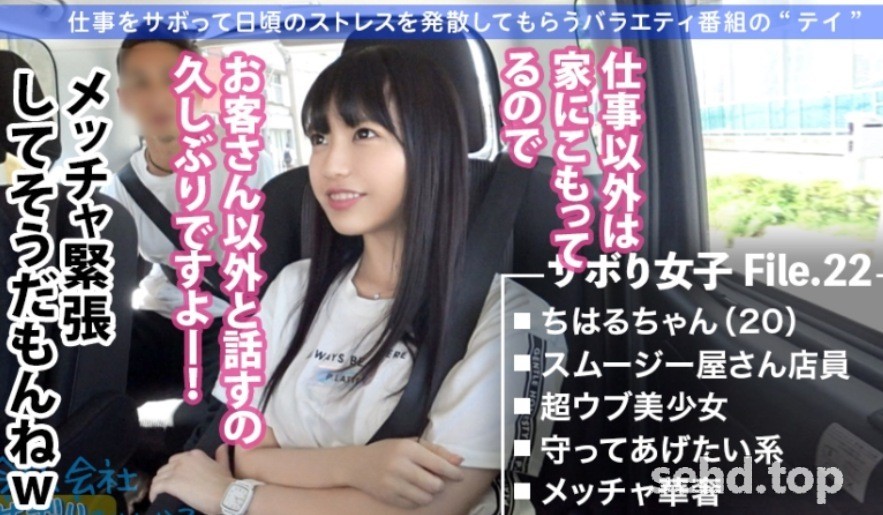 仕事をサボって日頃のストレスを発散してもらうバラエティ番組の“テイ”
仕事以外は
家にこもって
るので
お客さん以外と話すの
久しぶりですよー！
メッチャ緊張
してそうだもんねw
サボり女子 File.22
■ ちはるちゃん（20）
■ スムージー屋さん店員
■ 超ウブ美少女
■ 守ってあげたい系
■ メッチャ華奢
sehd.top
会社